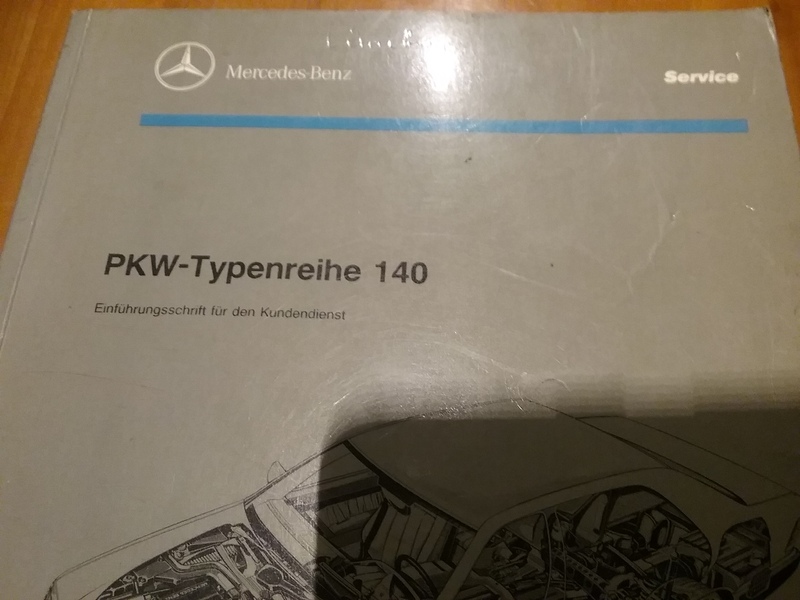 Mercedes-Benz
Service
PKW-Typenreihe 140
Einführungsschrift für den Kundendienst